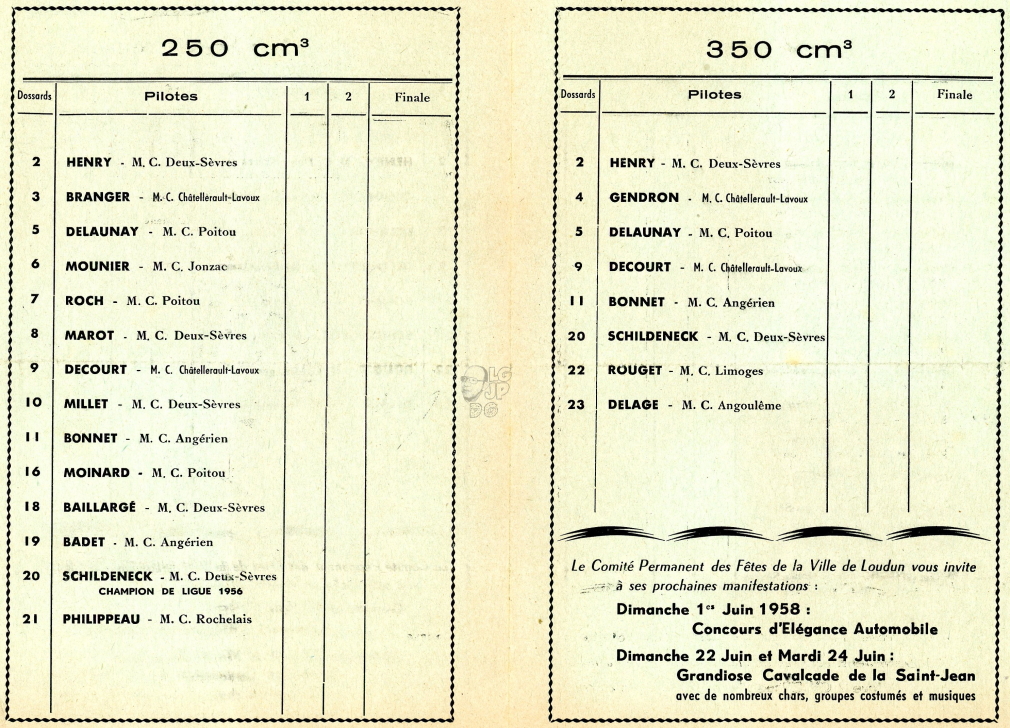 250 cm³
Dossards Pilotes 1 2 Finale
2 HENRY - M. C. Deux-Sèvres
3 BRANGER - M. C. Châtellerault-Lavoux
5 DELAUNAY - M. C. Poitou
6 MOUNIER - M. C. Jonzac
7 ROCH - M. C. Poitou
8 MAROT - M. C. Deux-Sèvres
9 DECOURT - M. C. Châtellerault-Lavoux
10 MILLET - M. C. Deux-Sèvres
11 BONNET - M. C. Angérien
16 MOINARD - M. C. Poitou
18 BAILLARGÉ - M. C. Deux-Sèvres
19 BADET - M. C. Angérien
20 SCHILDENECK - M. C. Deux-Sèvres
CHAMPION DE LIGUE 1956
21 PHILIPPEAU - M. C. Rochelais
LG
JP
DG
350 cm³
Dossards Pilotes 1 2 Finale
2 HENRY - M. C. Deux-Sèvres
4 GENDRON - M. C. Châtellerault-Lavoux
5 DELAUNAY - M. C. Poitou
9 DECOURT - M. C. Châtellerault-Lavoux
11 BONNET - M. C. Angérien
20 SCHILDENECK - M. C. Deux-Sèvres
22 ROUGET - M. C. Limoges
23 DELAGE - M. C. Angoulême
Le Comité Permanent des Fêtes de la Ville de Loudun vous invite
à ses prochaines manifestations :
Dimanche 1er Juin 1958 :
Concours d'Elégance Automobile
Dimanche 22 Juin et Mardi 24 Juin :
Grandiose Cavalcade de la Saint-Jean
avec de nombreux chars, groupes costumés et musiques